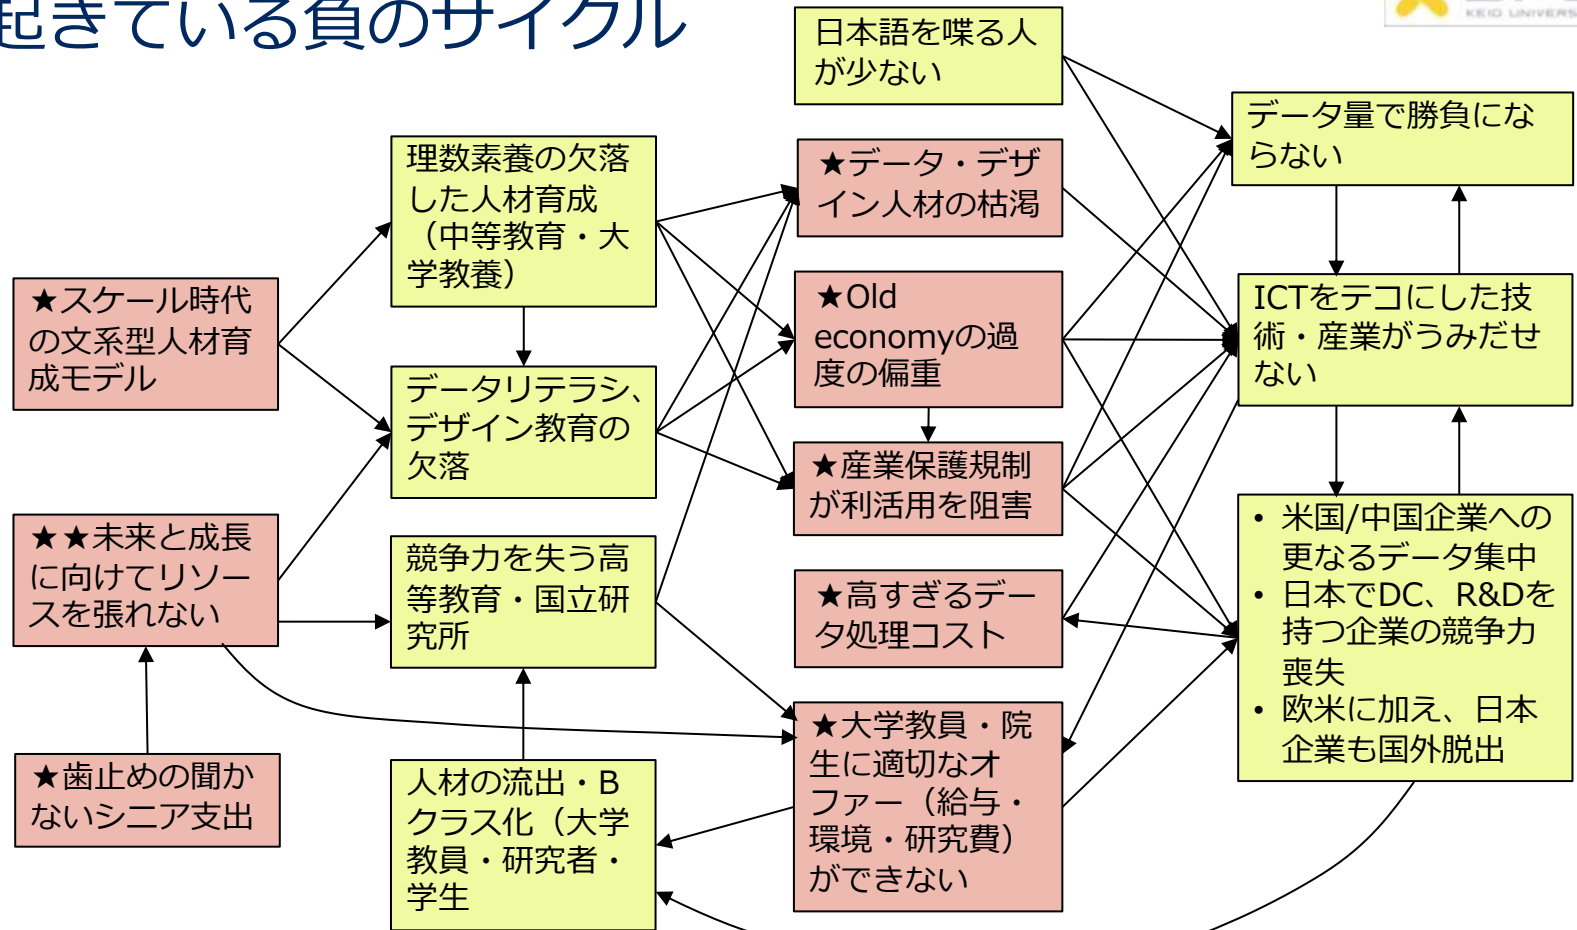 起きている負のサイクル
KEIO UNIVERS
日本語を喋る人
が少ない
データ量で勝負にな
らない
理数素養の欠落
した人材育成
（中等教育・大
学教養）
★データ・デザ
イン人材の枯渇
★スケール時代
の文系型人材育
成モデル
★Old
economyの過
度の偏重
ICTをテコにした技
術・産業がうみだせ
ない
データリテラシ、
デザイン教育の
欠落
★産業保護規制
が利活用を阻害
★★未来と成長
に向けてリソー
スを張れない
競争力を失う高
等教育・国立研
究所
★高すぎるデー
タ処理コスト
• 米国/中国企業への
更なるデータ集中
• 日本でDC、R&Dを
持つ企業の競争力
喪失
• 欧米に加え、日本
企業も国外脱出
★歯止めの聞か
ないシニア支出
人材の流出・B
クラス化（大学
教員・研究者・
学生
★大学教員・院
生に適切なオ
ファー（給与・
環境・研究費）
ができない